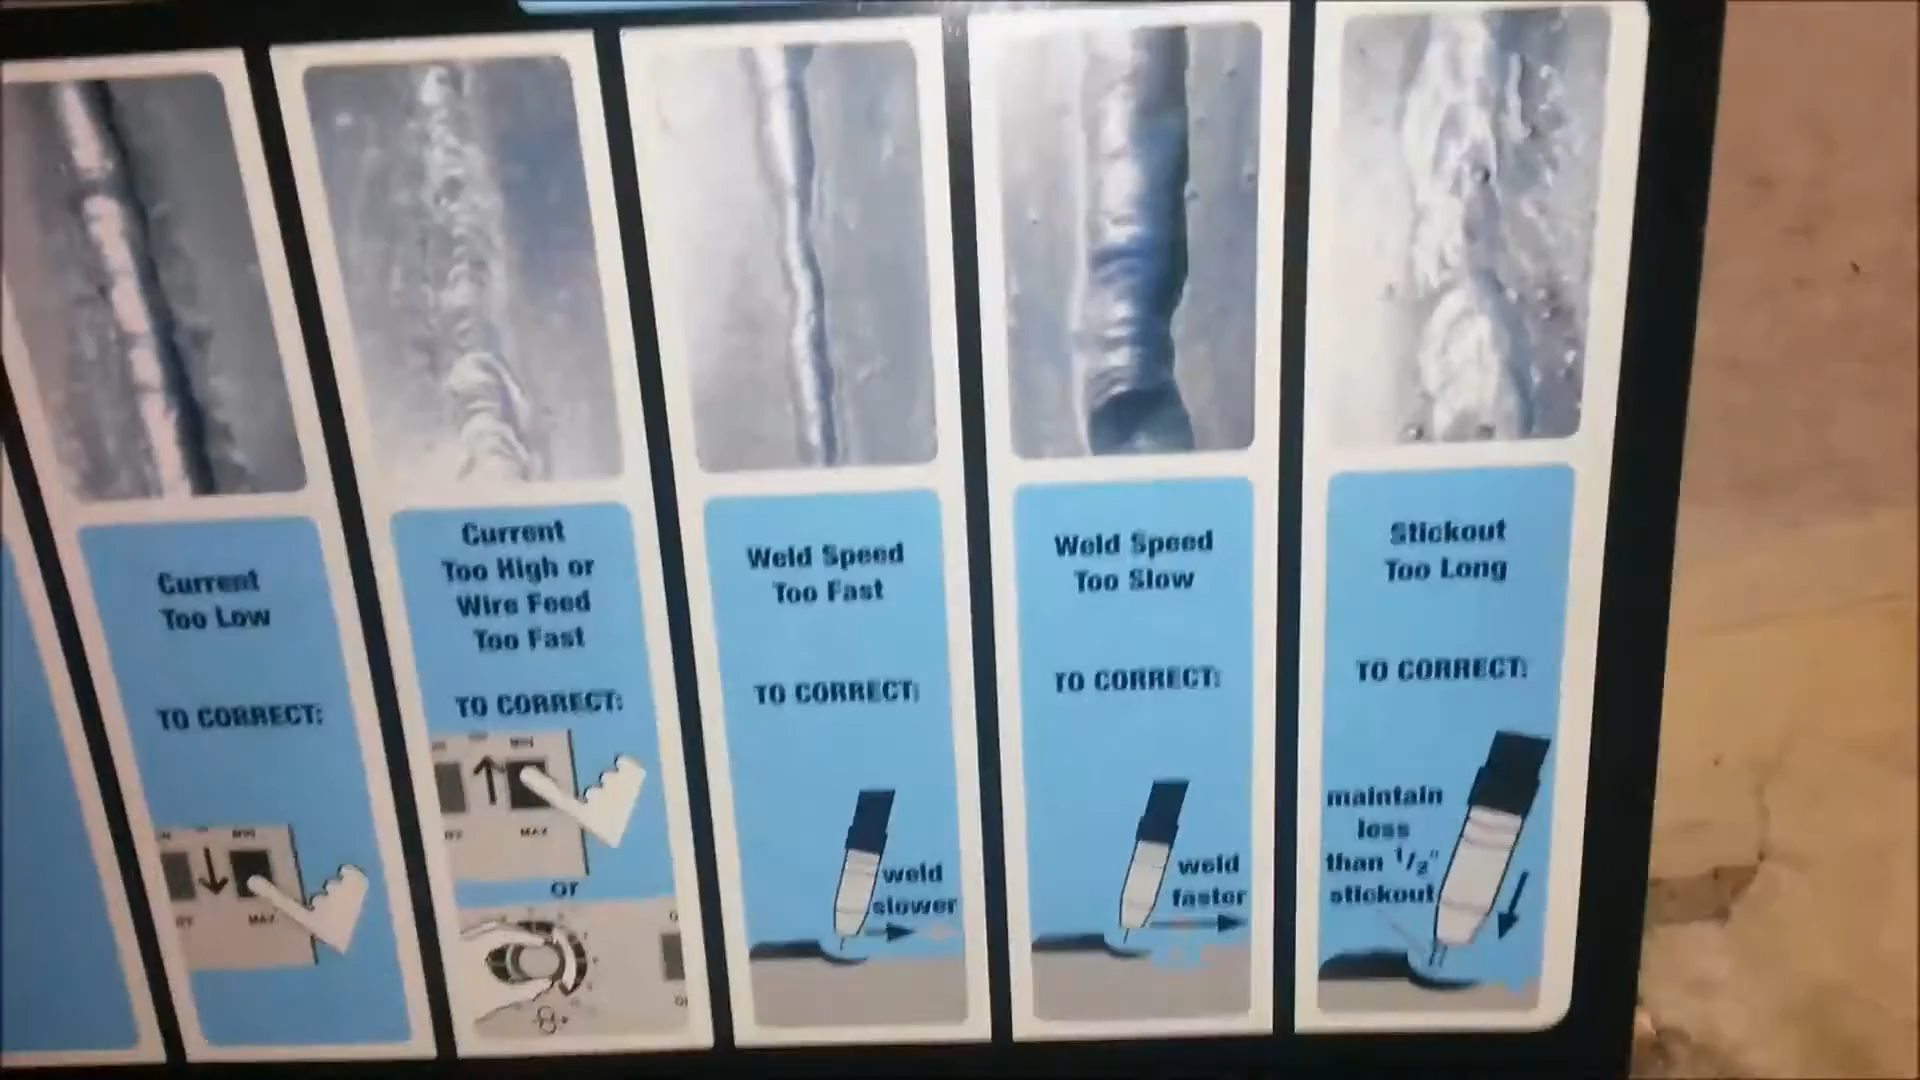 Current
Too Low
TO CORRECT:
MIN
MAX
Current
Too High or
Wire Feed
Too Fast
TO CORRECT:
MIN
MAX
or
Weld Speed
Too Fast
TO CORRECT:
weld
slower
Weld Speed
Too Slow
TO CORRECT:
weld
faster
Stickout
Too Long
TO CORRECT:
maintain
less
than 1/2"
stickout